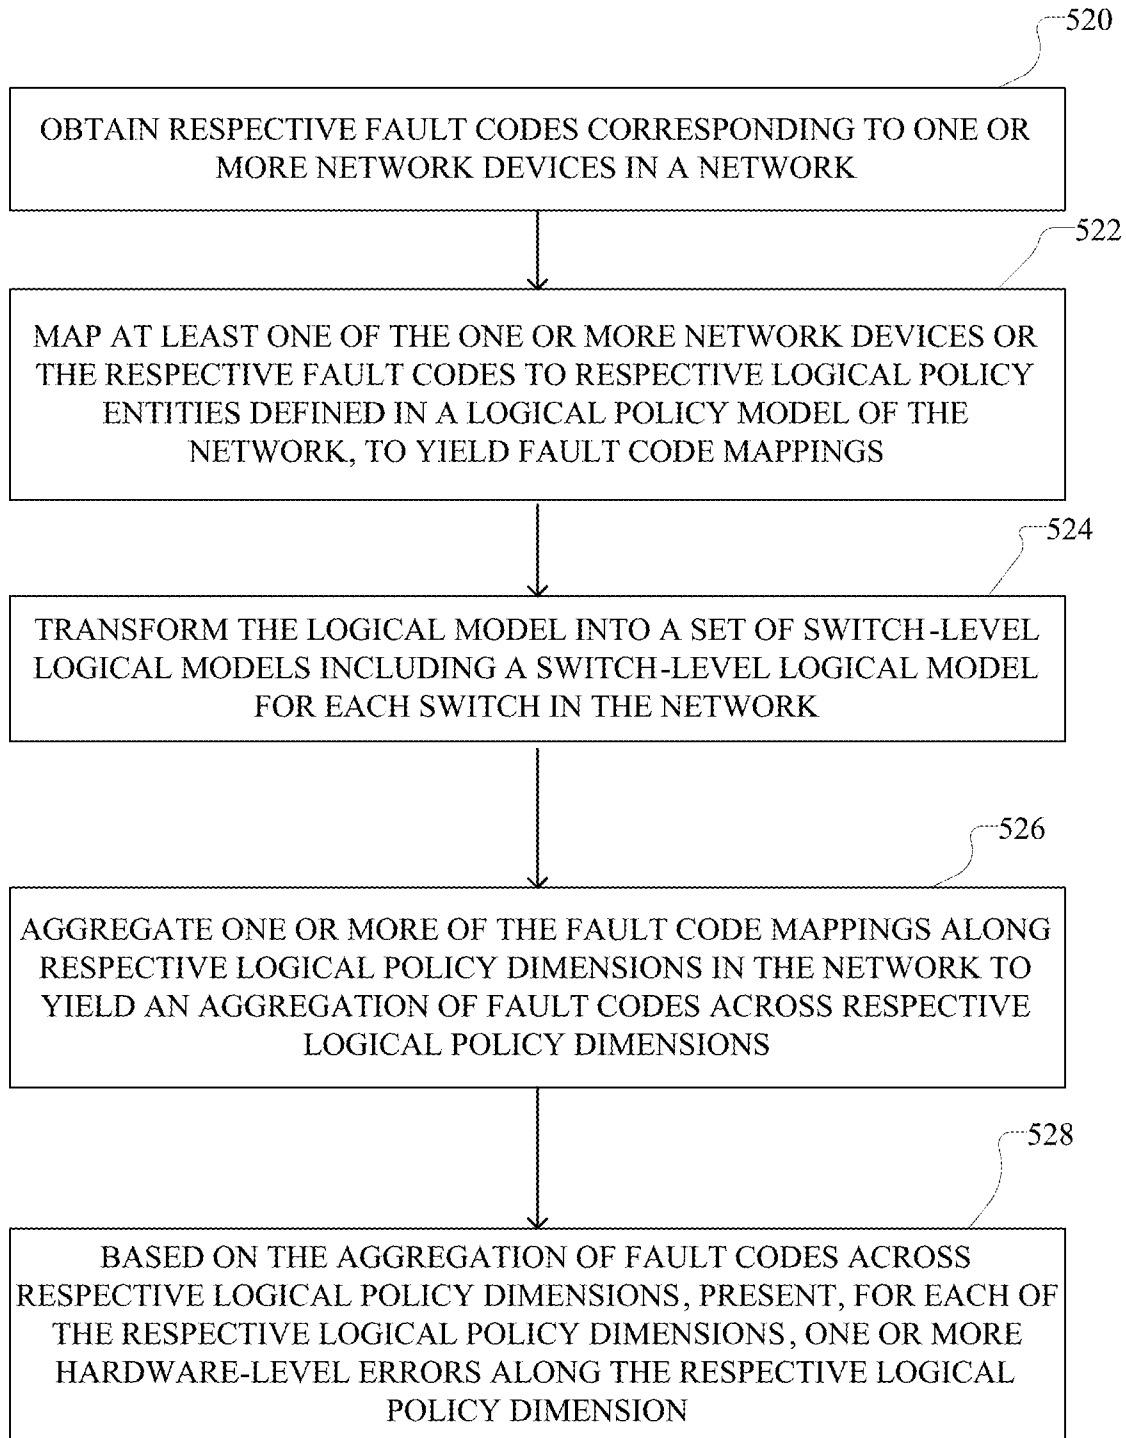 520
OBTAIN RESPECTIVE FAULT CODES CORRESPONDING TO ONE OR
MORE NETWORK DEVICES IN A NETWORK
522
MAP AT LEAST ONE OF THE ONE OR MORE NETWORK DEVICES OR
THE RESPECTIVE FAULT CODES TO RESPECTIVE LOGICAL POLICY
ENTITIES DEFINED IN A LOGICAL POLICY MODEL OF THE
NETWORK, TO YIELD FAULT CODE MAPPINGS
524
TRANSFORM THE LOGICAL MODEL INTO A SET OF SWITCH-LEVEL
LOGICAL MODELS INCLUDING A SWITCH-LEVEL LOGICAL MODEL
FOR EACH SWITCH IN THE NETWORK
526
AGGREGATE ONE OR MORE OF THE FAULT CODE MAPPINGS ALONG
RESPECTIVE LOGICAL POLICY DIMENSIONS IN THE NETWORK TO
YIELD AN AGGREGATION OF FAULT CODES ACROSS RESPECTIVE
LOGICAL POLICY DIMENSIONS
528
BASED ON THE AGGREGATION OF FAULT CODES ACROSS
RESPECTIVE LOGICAL POLICY DIMENSIONS, PRESENT, FOR EACH OF
THE RESPECTIVE LOGICAL POLICY DIMENSIONS, ONE OR MORE
HARDWARE-LEVEL ERRORS ALONG THE RESPECTIVE LOGICAL
POLICY DIMENSION